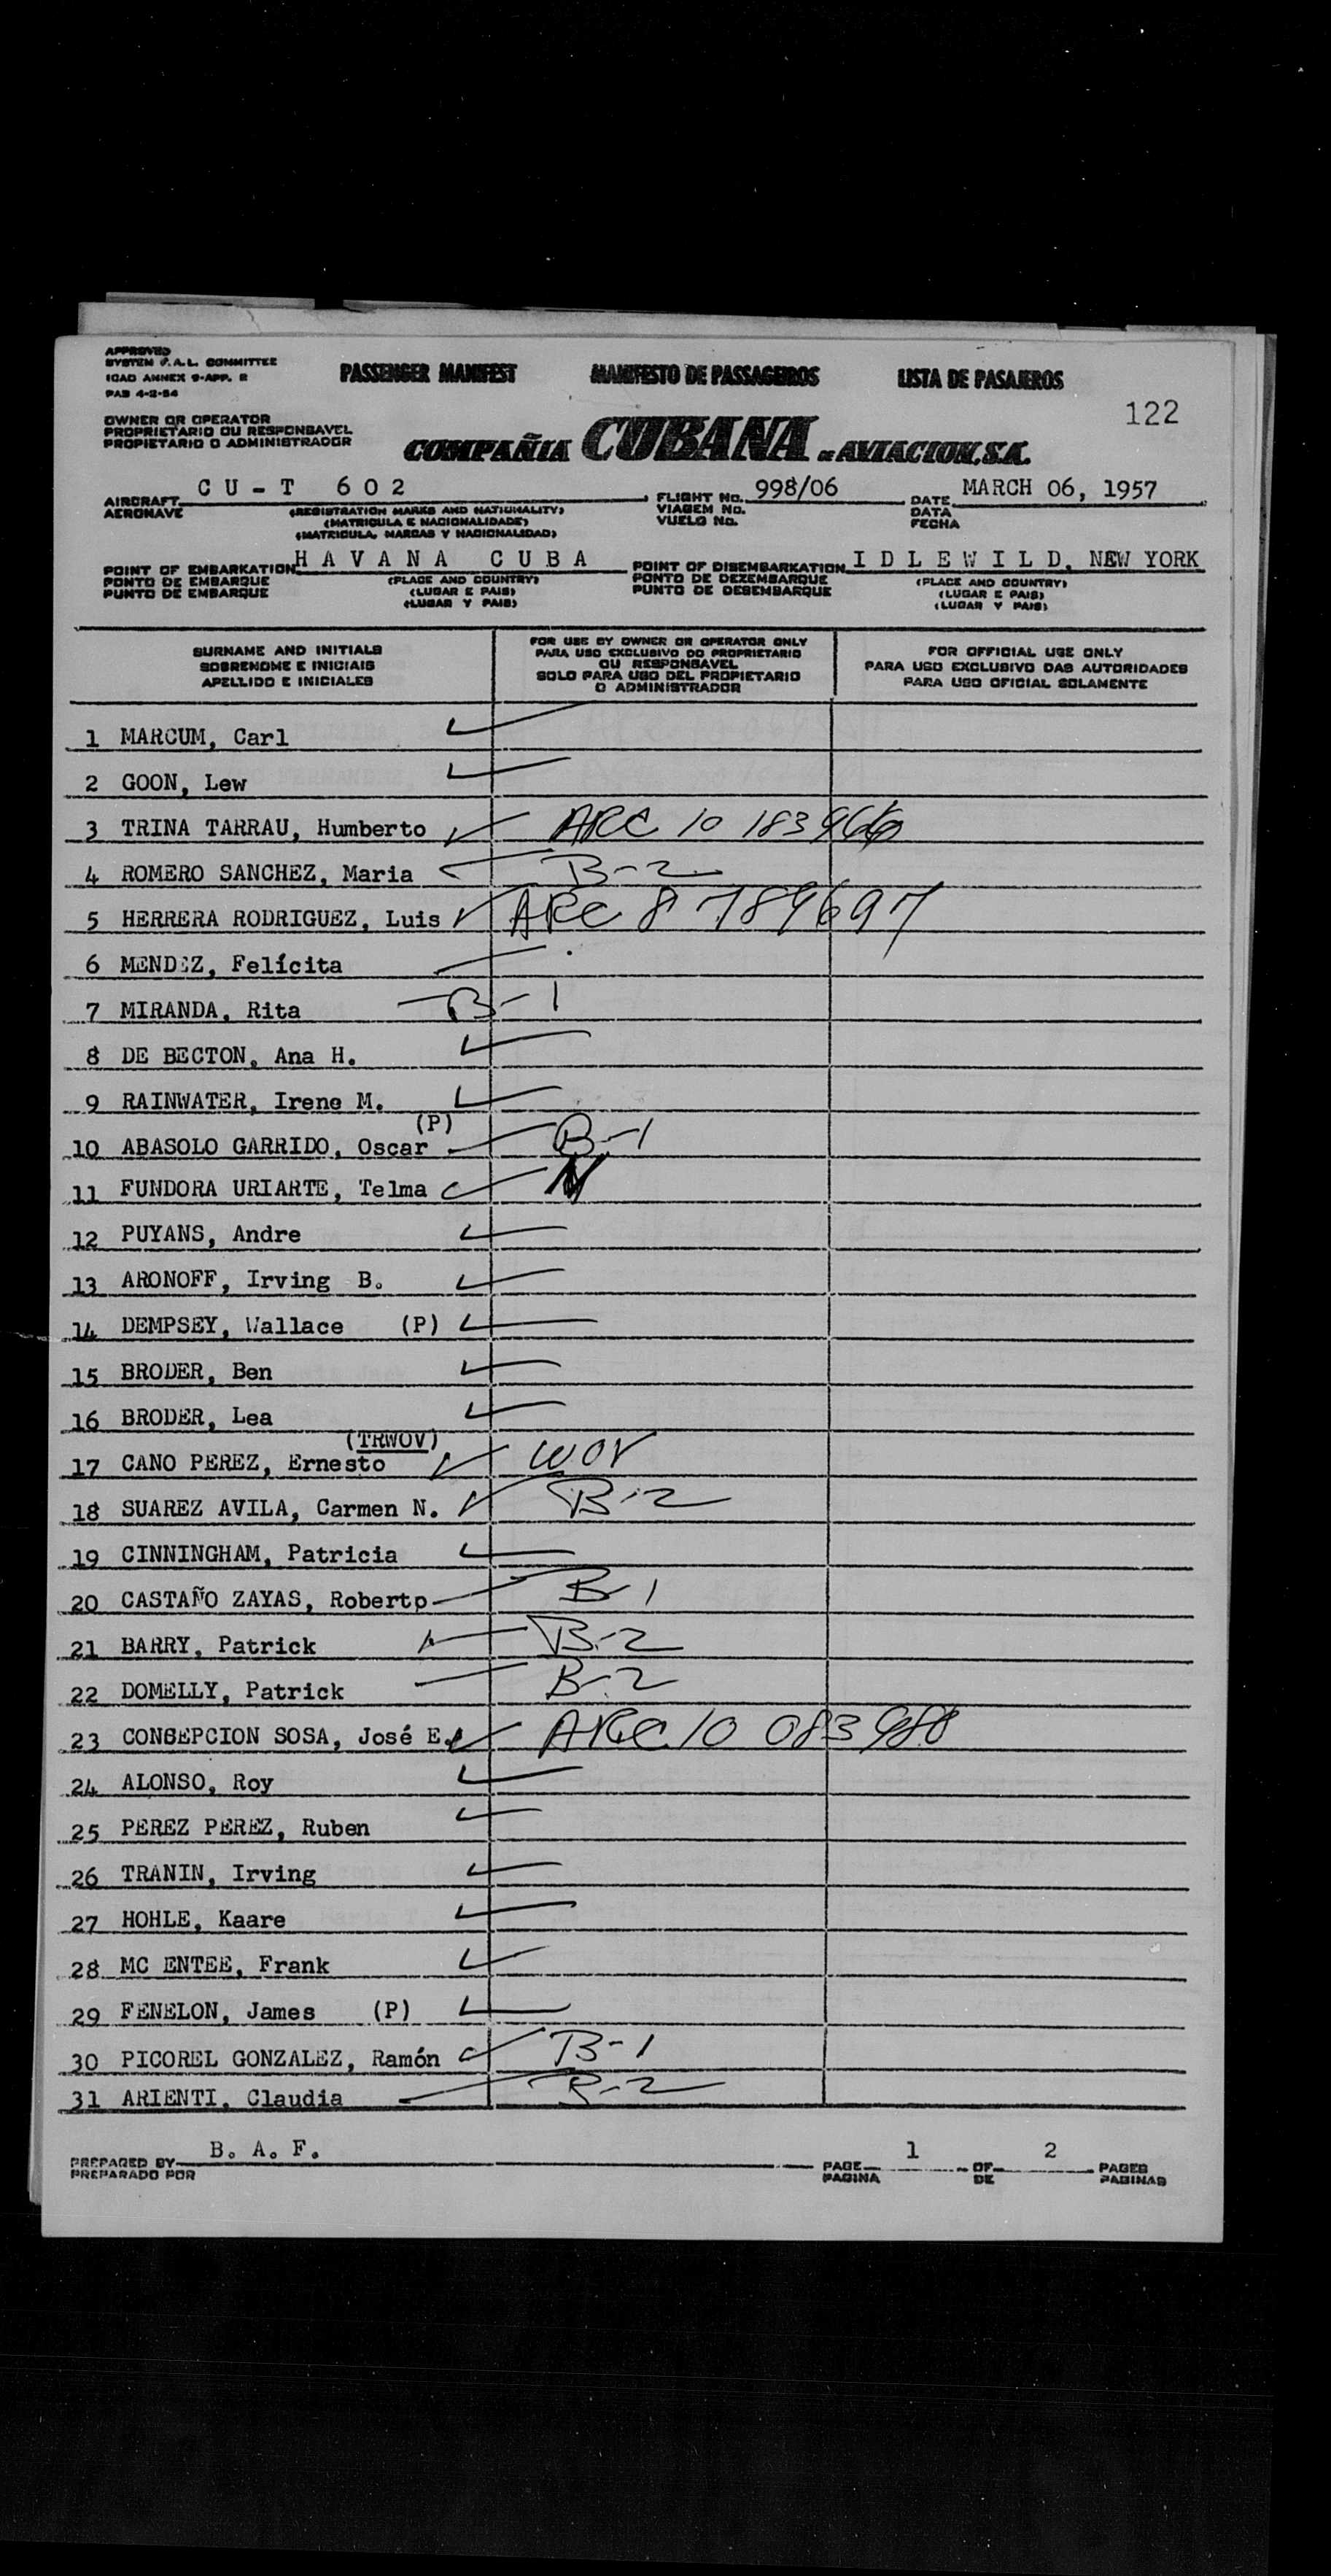 APPROVED
SYSTEM F.A.L. COMMITTEE
ICAO ANNEX 9-APP. 2
PAB 4-2-54
PASSENGER MANIFEST MANIFESTO DE PASSAGEIROS LISTA DE PASAJEROS
122
OWNER OR OPERATOR
PROPRIETARIO OU RESPONSAVEL
PROPIETARIO O ADMINISTRADOR
COMPAÑIA CUBANA DE AVIACION, S.A.
AIRCRAFT CU-T 602 FLIGHT No. 998/06 DATE MARCH 06, 1957
AERONAVE (REGISTRATION MARKS AND NATIONALITY) VIAGEM No. DATA
(MATRICULA E NACIONALIDADE) VUELO No. FECHA
(MATRICULA, MARCAS Y NACIONALIDAD)
POINT OF EMBARKATION HAVANA CUBA POINT OF DISEMBARKATION IDLEWILD, NEW YORK
PONTO DE EMBARQUE (PLACE AND COUNTRY) PONTO DE DEZEMBARQUE (PLACE AND COUNTRY)
PUNTO DE EMBARQUE (LUGAR E PAIS) PUNTO DE DESEMBARQUE (LUGAR E PAIS)
(LUGAR Y PAIS) (LUGAR Y PAIS)
SURNAME AND INITIALS
SOBRENOME E INICIAIS
APELLIDO E INICIALES
FOR USE BY OWNER OR OPERATOR ONLY
PARA USO EXCLUSIVO DO PROPRIETARIO
OU RESPONSAVEL
SOLO PARA USO DEL PROPIETARIO
O ADMINISTRADOR
FOR OFFICIAL USE ONLY
PARA USO EXCLUSIVO DAS AUTORIDADES
PARA USO OFICIAL SOLAMENTE
1 MARCUM, Carl
2 GOON, Lew
3 TRINA TARRAU, Humberto ARC 10 183966
4 ROMERO SANCHEZ, Maria B-2
5 HERRERA RODRIGUEZ, Luis ARC 8 789697
6 MENDEZ, Felícita
7 MIRANDA, Rita B-1
8 DE BECTON, Ana H.
9 RAINWATER, Irene M.
(P)
10 ABASOLO GARRIDO, Oscar B-1
11 FUNDORA URIARTE, Telma
12 PUYANS, Andre
13 ARONOFF, Irving B.
14 DEMPSEY, Wallace (P)
15 BRODER, Ben
16 BRODER, Lea
(TRWOV)
17 CANO PEREZ, Ernesto WOV
18 SUAREZ AVILA, Carmen N. B-2
19 CINNINGHAM, Patricia
20 CASTAÑO ZAYAS, Roberto B-1
21 BARRY, Patrick B-2
22 DOMELLY, Patrick B-2
23 CONSEPCION SOSA, José E. ARC 10 083988
24 ALONSO, Roy
25 PEREZ PEREZ, Ruben
26 TRANIN, Irving
27 HOHLE, Kaare
28 MC ENTEE, Frank
29 FENELON, James (P)
30 PICOREL GONZALEZ, Ramón B-1
31 ARIENTI, Claudia B-2
PREPARED BY B. A. F. PAGE 1 OF 2 PAGES
PREPARADO POR PAGINA DE PAGINAS